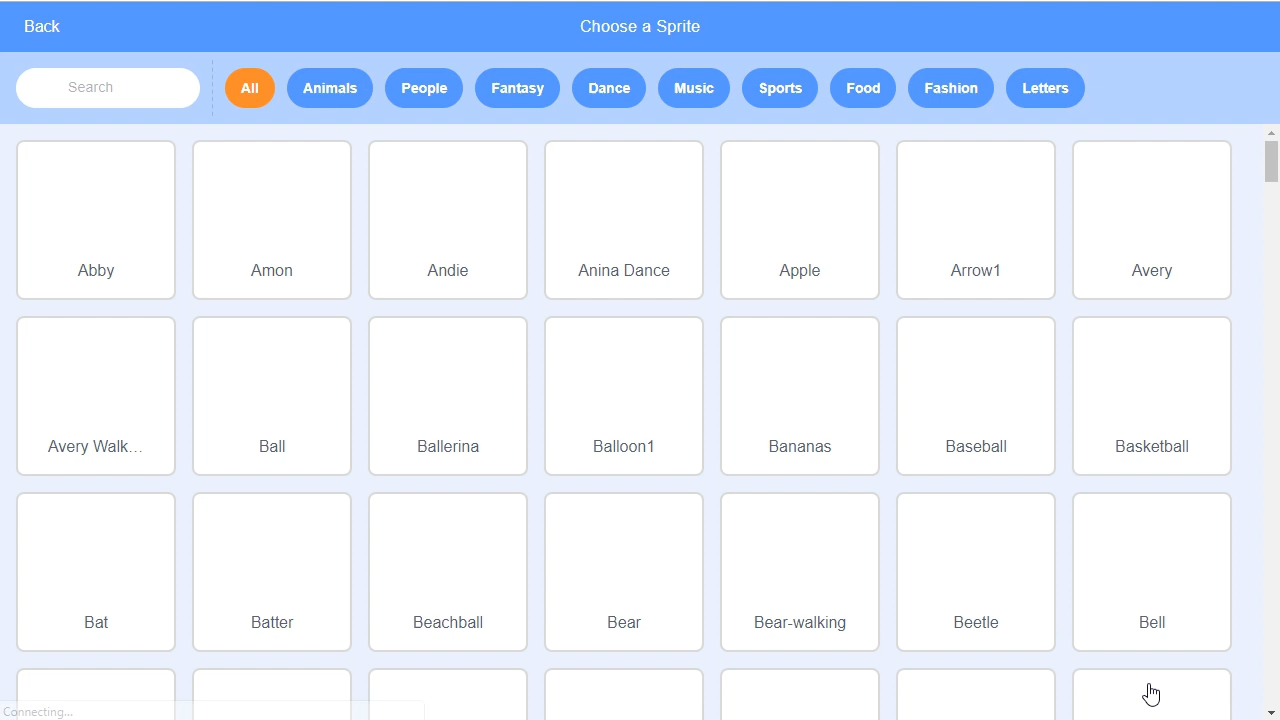 Back
Choose a Sprite
Search
All
Animals
People
Fantasy
Dance
Music
Sports
Food
Fashion
Letters
Abby
Amon
Andie
Anina Dance
Apple
Arrow1
Avery
Avery Walk...
Ball
Ballerina
Balloon1
Bananas
Baseball
Basketball
Bat
Batter
Beachball
Bear
Bear-walking
Beetle
Bell
Connecting...